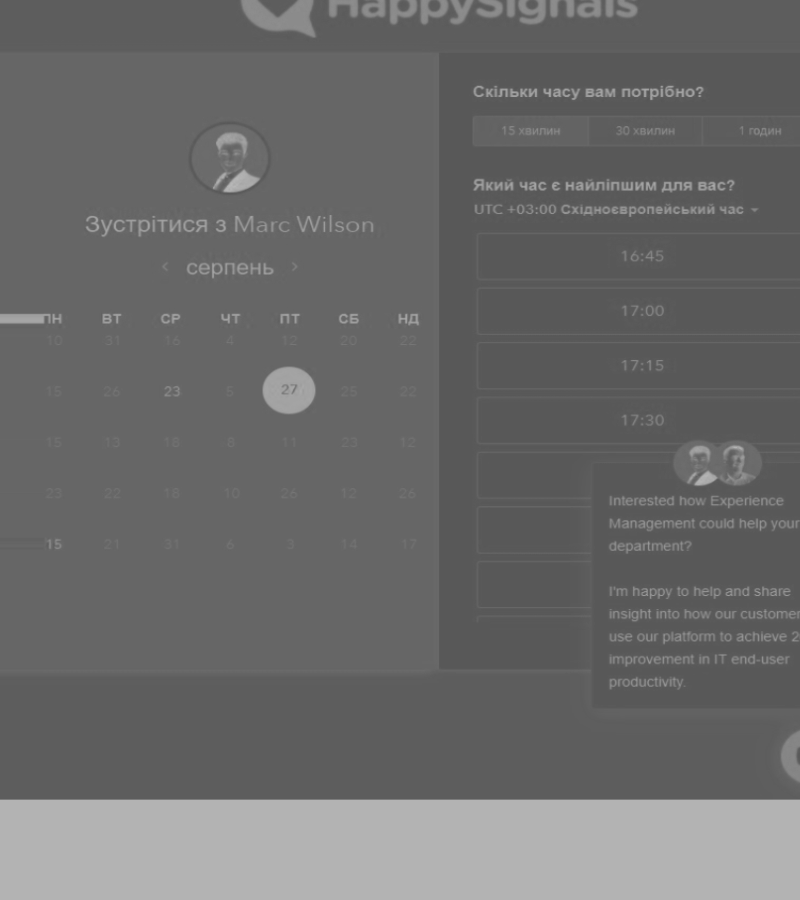 HappySignals
Зустрітися з Marc Wilson
серпень
ПН ВТ СР ЧТ ПТ СБ НД
10 31 16 4 12 20 22
15 26 23 5 27 25 22
15 13 18 8 11 23 12
23 22 18 10 26 12 26
15 21 31 6 3 14 17
Скільки часу вам потрібно?
15 хвилин 30 хвилин 1 годин
Який час є найліпшим для вас?
UTC +03:00 Східноєвропейський час
16:45
17:00
17:15
17:30
Interested how Experience
Management could help your
department?
I'm happy to help and share
insight into how our customer
use our platform to achieve
improvement in IT end-user
productivity.